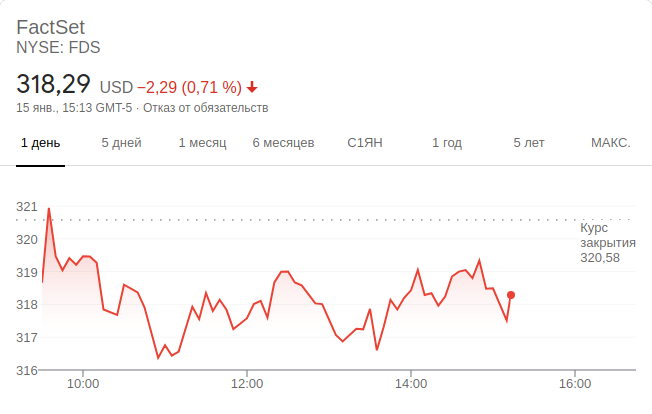 FactSet
NYSE: FDS
318,29 USD −2,29 (0,71 %)
15 янв., 15:13 GMT-5 · Отказ от обязательств
1 день 5 дней 1 месяц 6 месяцев С1ЯН 1 год 5 лет МАКС.
321
320
319
318
317
316
Курс
закрытия
320,58
10:00 12:00 14:00 16:00